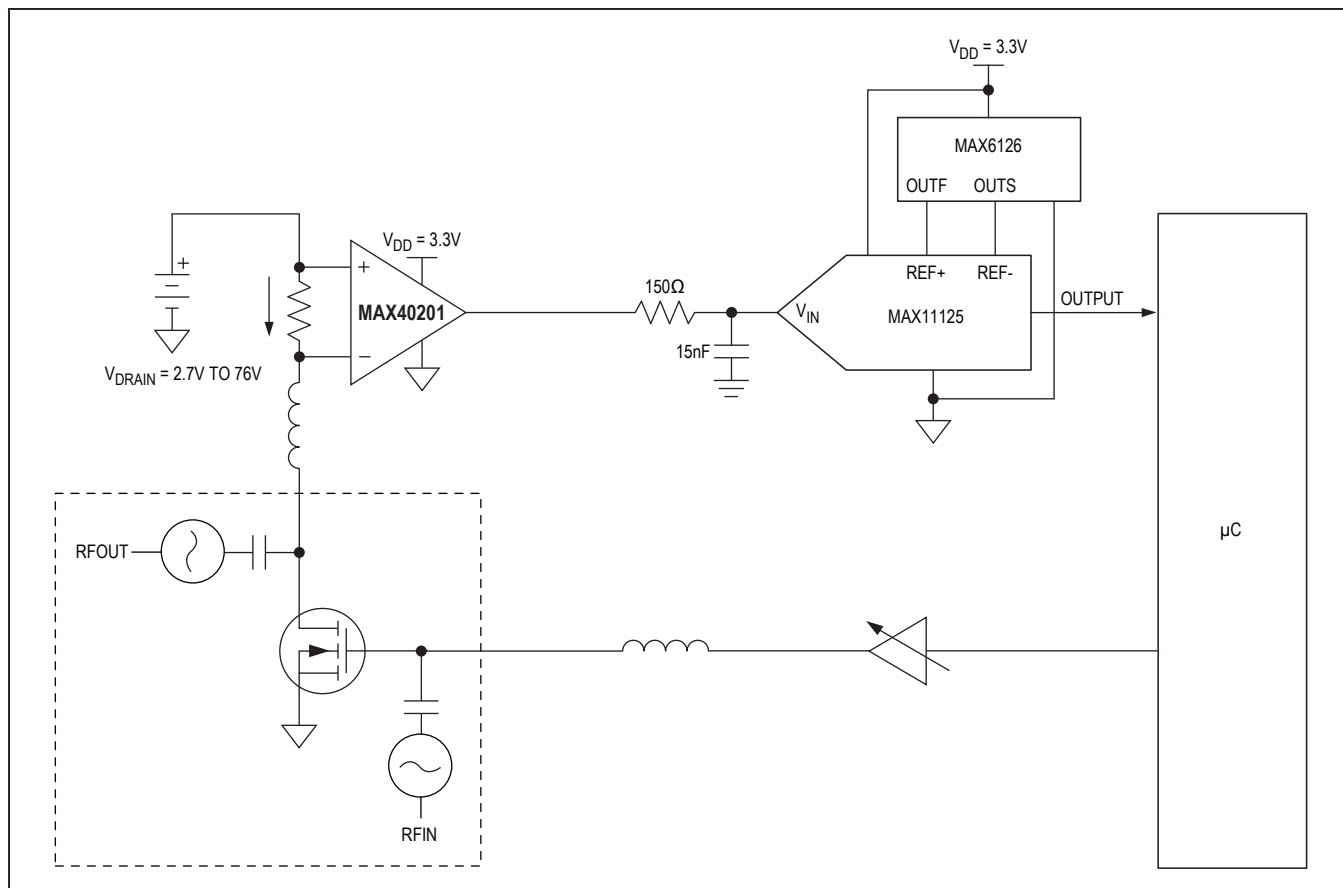 V_DD = 3.3V
MAX6126
OUTF OUTS
V_DD = 3.3V
+
+
MAX40201
−
V_DRAIN = 2.7V TO 76V
150Ω
15nF
V_IN
REF+ REF-
MAX11125
OUTPUT
RFOUT
µC
RFIN